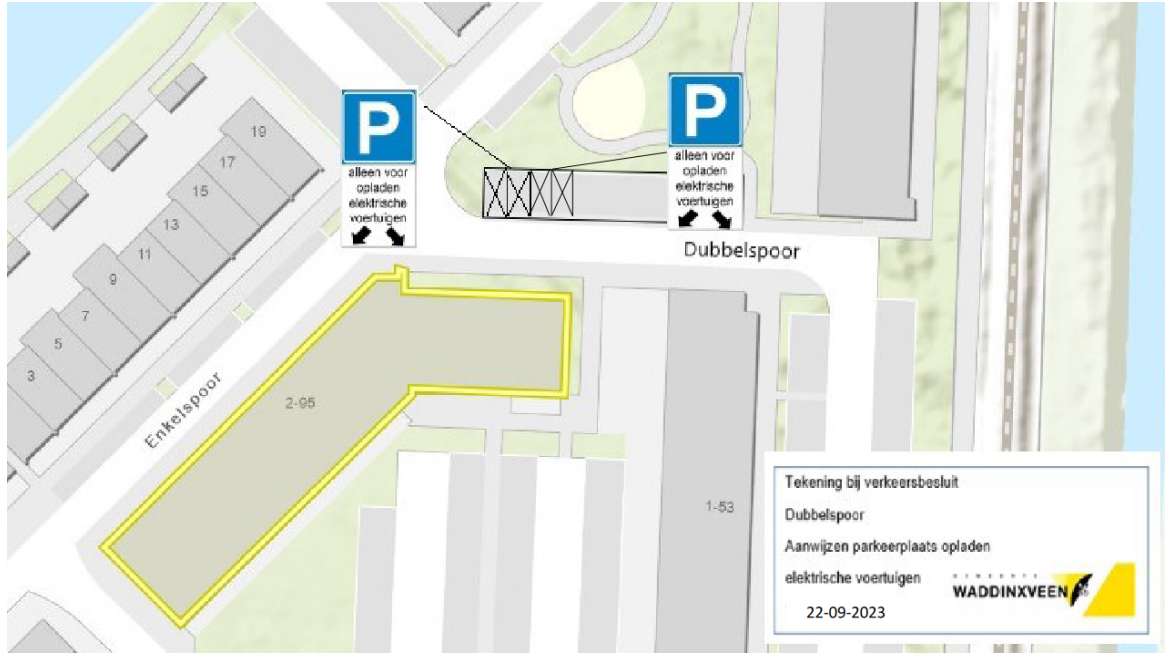 P
alleen voor
opladen
elektrische
voertuigen
P
alleen voor
opladen
elektrische
voertuigen
Dubbelspoor
19
17
15
13
11
9
7
5
3
Enkelspoor
2-95
1-53
Tekening bij verkeersbesluit
Dubbelspoor
Aanwijzen parkeerplaats opladen
elektrische voertuigen
GEMEENTE
WADDINXVEEN
22-09-2023